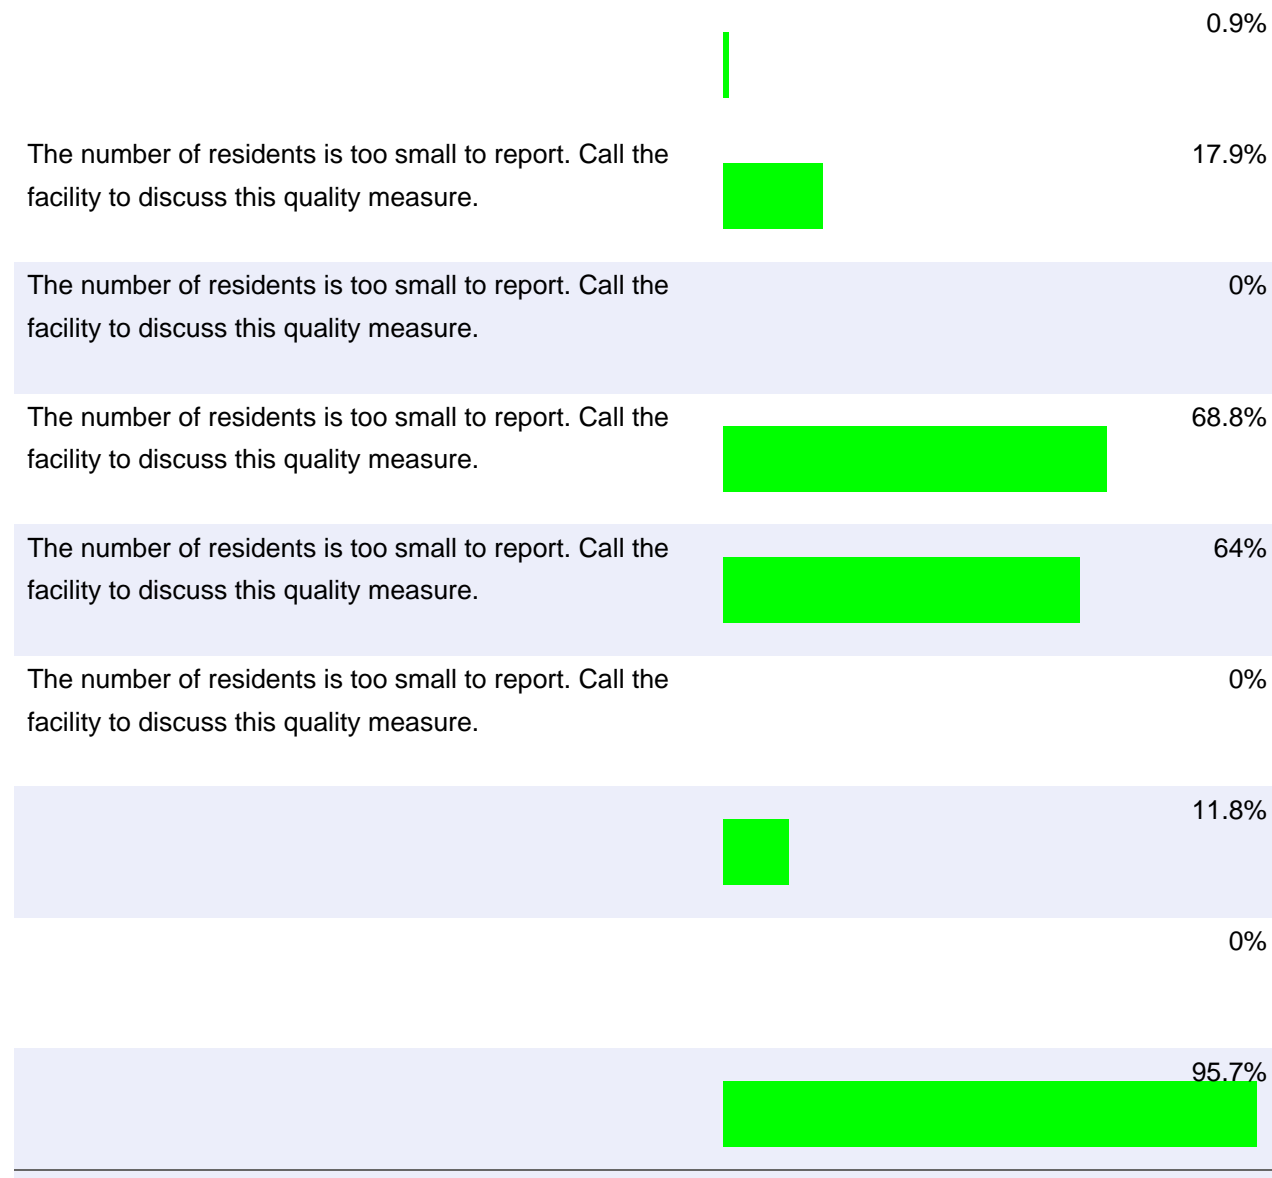 0.9%
The number of residents is too small to report. Call the
17.9%
facility to discuss this quality measure.
The number of residents is too small to report. Call the
0%
facility to discuss this quality measure.
The number of residents is too small to report. Call the
68.8%
facility to discuss this quality measure.
The number of residents is too small to report. Call the
64%
facility to discuss this quality measure.
The number of residents is too small to report. Call the
0%
facility to discuss this quality measure.
11.8%
0%
95.7%